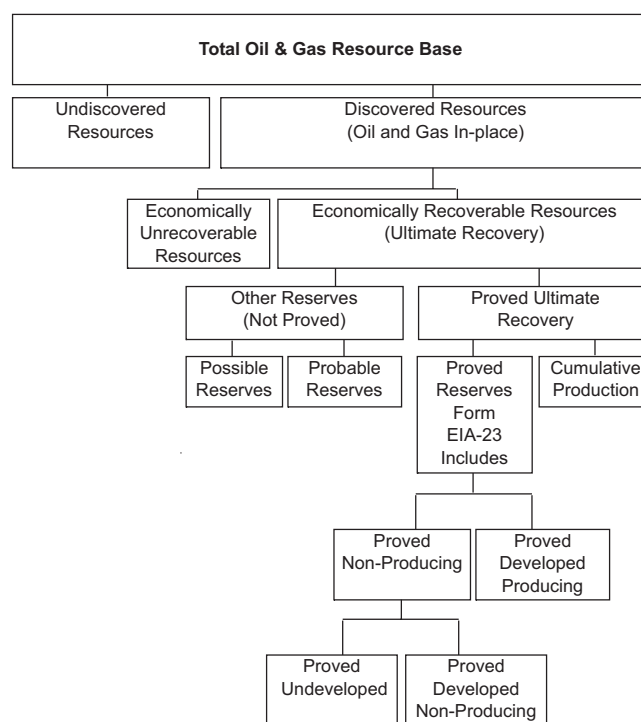 Total Oil & Gas Resource Base
Undiscovered
Resources
Discovered Resources
(Oil and Gas In-place)
Economically
Unrecoverable
Resources
Economically Recoverable Resources
(Ultimate Recovery)
Other Reserves
(Not Proved)
Proved Ultimate
Recovery
Possible
Reserves
Probable
Reserves
Proved
Reserves
Form
EIA-23
Includes
Cumulative
Production
Proved
Non-Producing
Proved
Developed
Producing
Proved
Undeveloped
Proved
Developed
Non-Producing